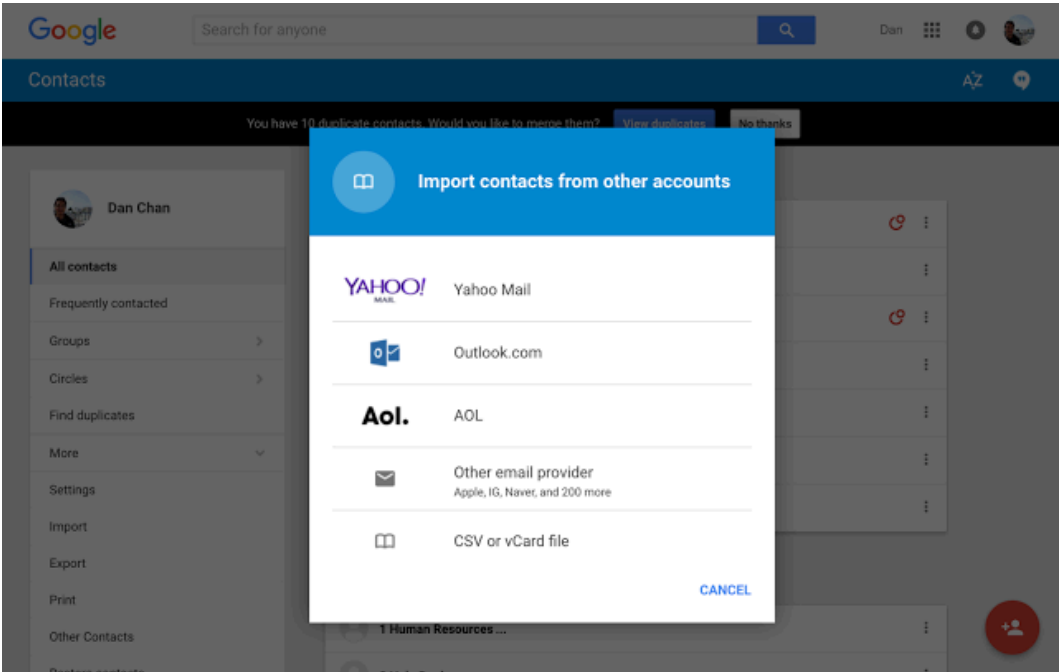 Google
Search for anyone
Dan
Contacts
AZ
You have 10 duplicate contacts. Would you like to merge them?
View duplicates
No thanks
Dan Chan
All contacts
Frequently contacted
Groups
Circles
Find duplicates
More
Settings
Import
Export
Print
Other Contacts
Import contacts from other accounts
YAHOO!
MAIL
Yahoo Mail
Outlook.com
Aol.
AOL
Other email provider
Apple, IG, Naver, and 200 more
CSV or vCard file
CANCEL
1 Human Resources ...